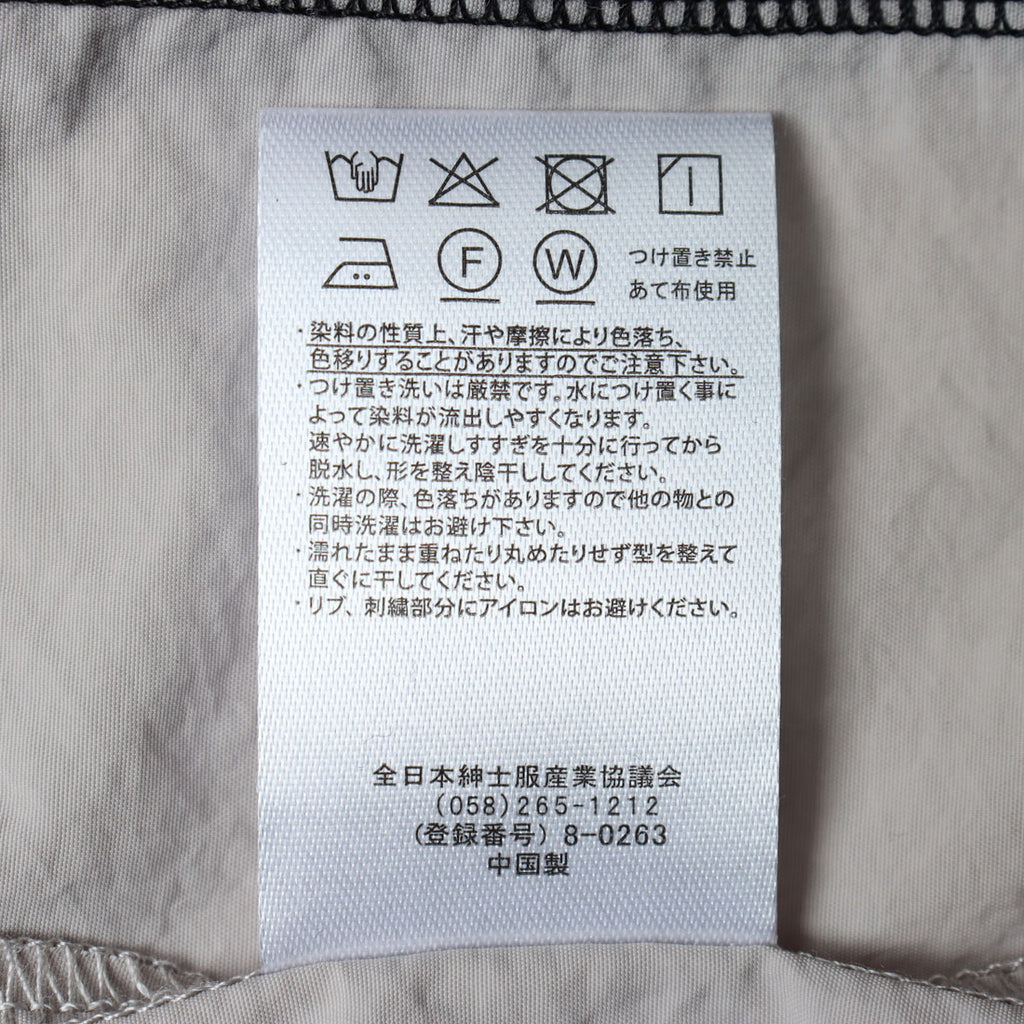 F W つけ置き禁止
あて布使用
・染料の性質上、汗や摩擦により色落ち、
色移りすることがありますのでご注意下さい。
・つけ置き洗いは厳禁です。水につけ置く事に
よって染料が流出しやすくなります。
速やかに洗濯しすすぎを十分に行ってから
脱水し、形を整え陰干ししてください。
・洗濯の際、色落ちがありますので他の物との
同時洗濯はお避け下さい。
・濡れたまま重ねたり丸めたりせず型を整えて
直ぐに干してください。
・リブ、刺繍部分にアイロンはお避けください。
全日本紳士服産業協議会
(058)265-1212
(登録番号) 8-0263
中国製